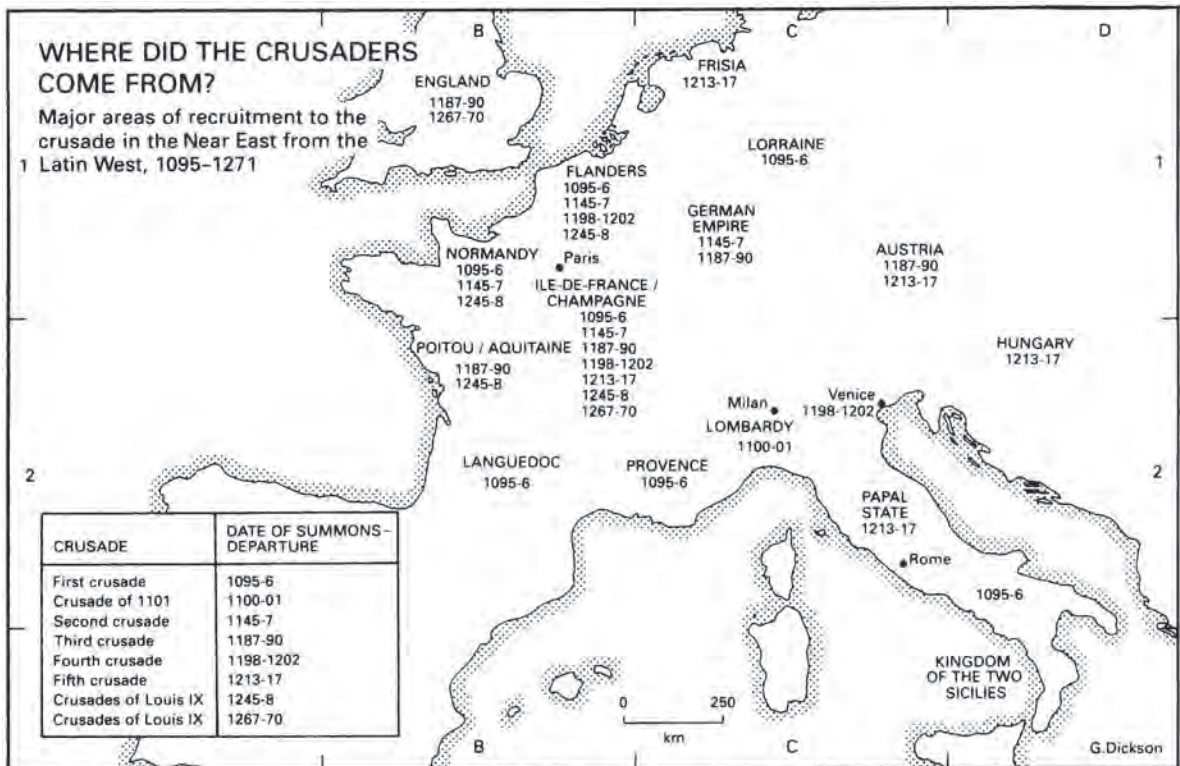 WHERE DID THE CRUSADERS
COME FROM?
Major areas of recruitment to the
crusade in the Near East from the
Latin West, 1095-1271
B
C
D
1
1
2
2
B
C
ENGLAND
1187-90
1267-70
FRISIA
1213-17
LORRAINE
1095-6
FLANDERS
1095-6
1145-7
1198-1202
1245-8
GERMAN
EMPIRE
1145-7
1187-90
AUSTRIA
1187-90
1213-17
NORMANDY
1095-6
1145-7
1245-8
Paris
ILE-DE-FRANCE /
CHAMPAGNE
1095-6
1145-7
1187-90
1198-1202
1213-17
1245-8
1267-70
POITOU / AQUITAINE
1187-90
1245-8
HUNGARY
1213-17
Milan
LOMBARDY
1100-01
Venice
1198-1202
LANGUEDOC
1095-6
PROVENCE
1095-6
PAPAL
STATE
1213-17
Rome
1095-6
KINGDOM
OF THE TWO
SICILIES
CRUSADE DATE OF SUMMONS-
DEPARTURE
First crusade 1095-6
Crusade of 1101 1100-01
Second crusade 1145-7
Third crusade 1187-90
Fourth crusade 1198-1202
Fifth crusade 1213-17
Crusades of Louis IX 1245-8
Crusades of Louis IX 1267-70
0 250
km
G.Dickson